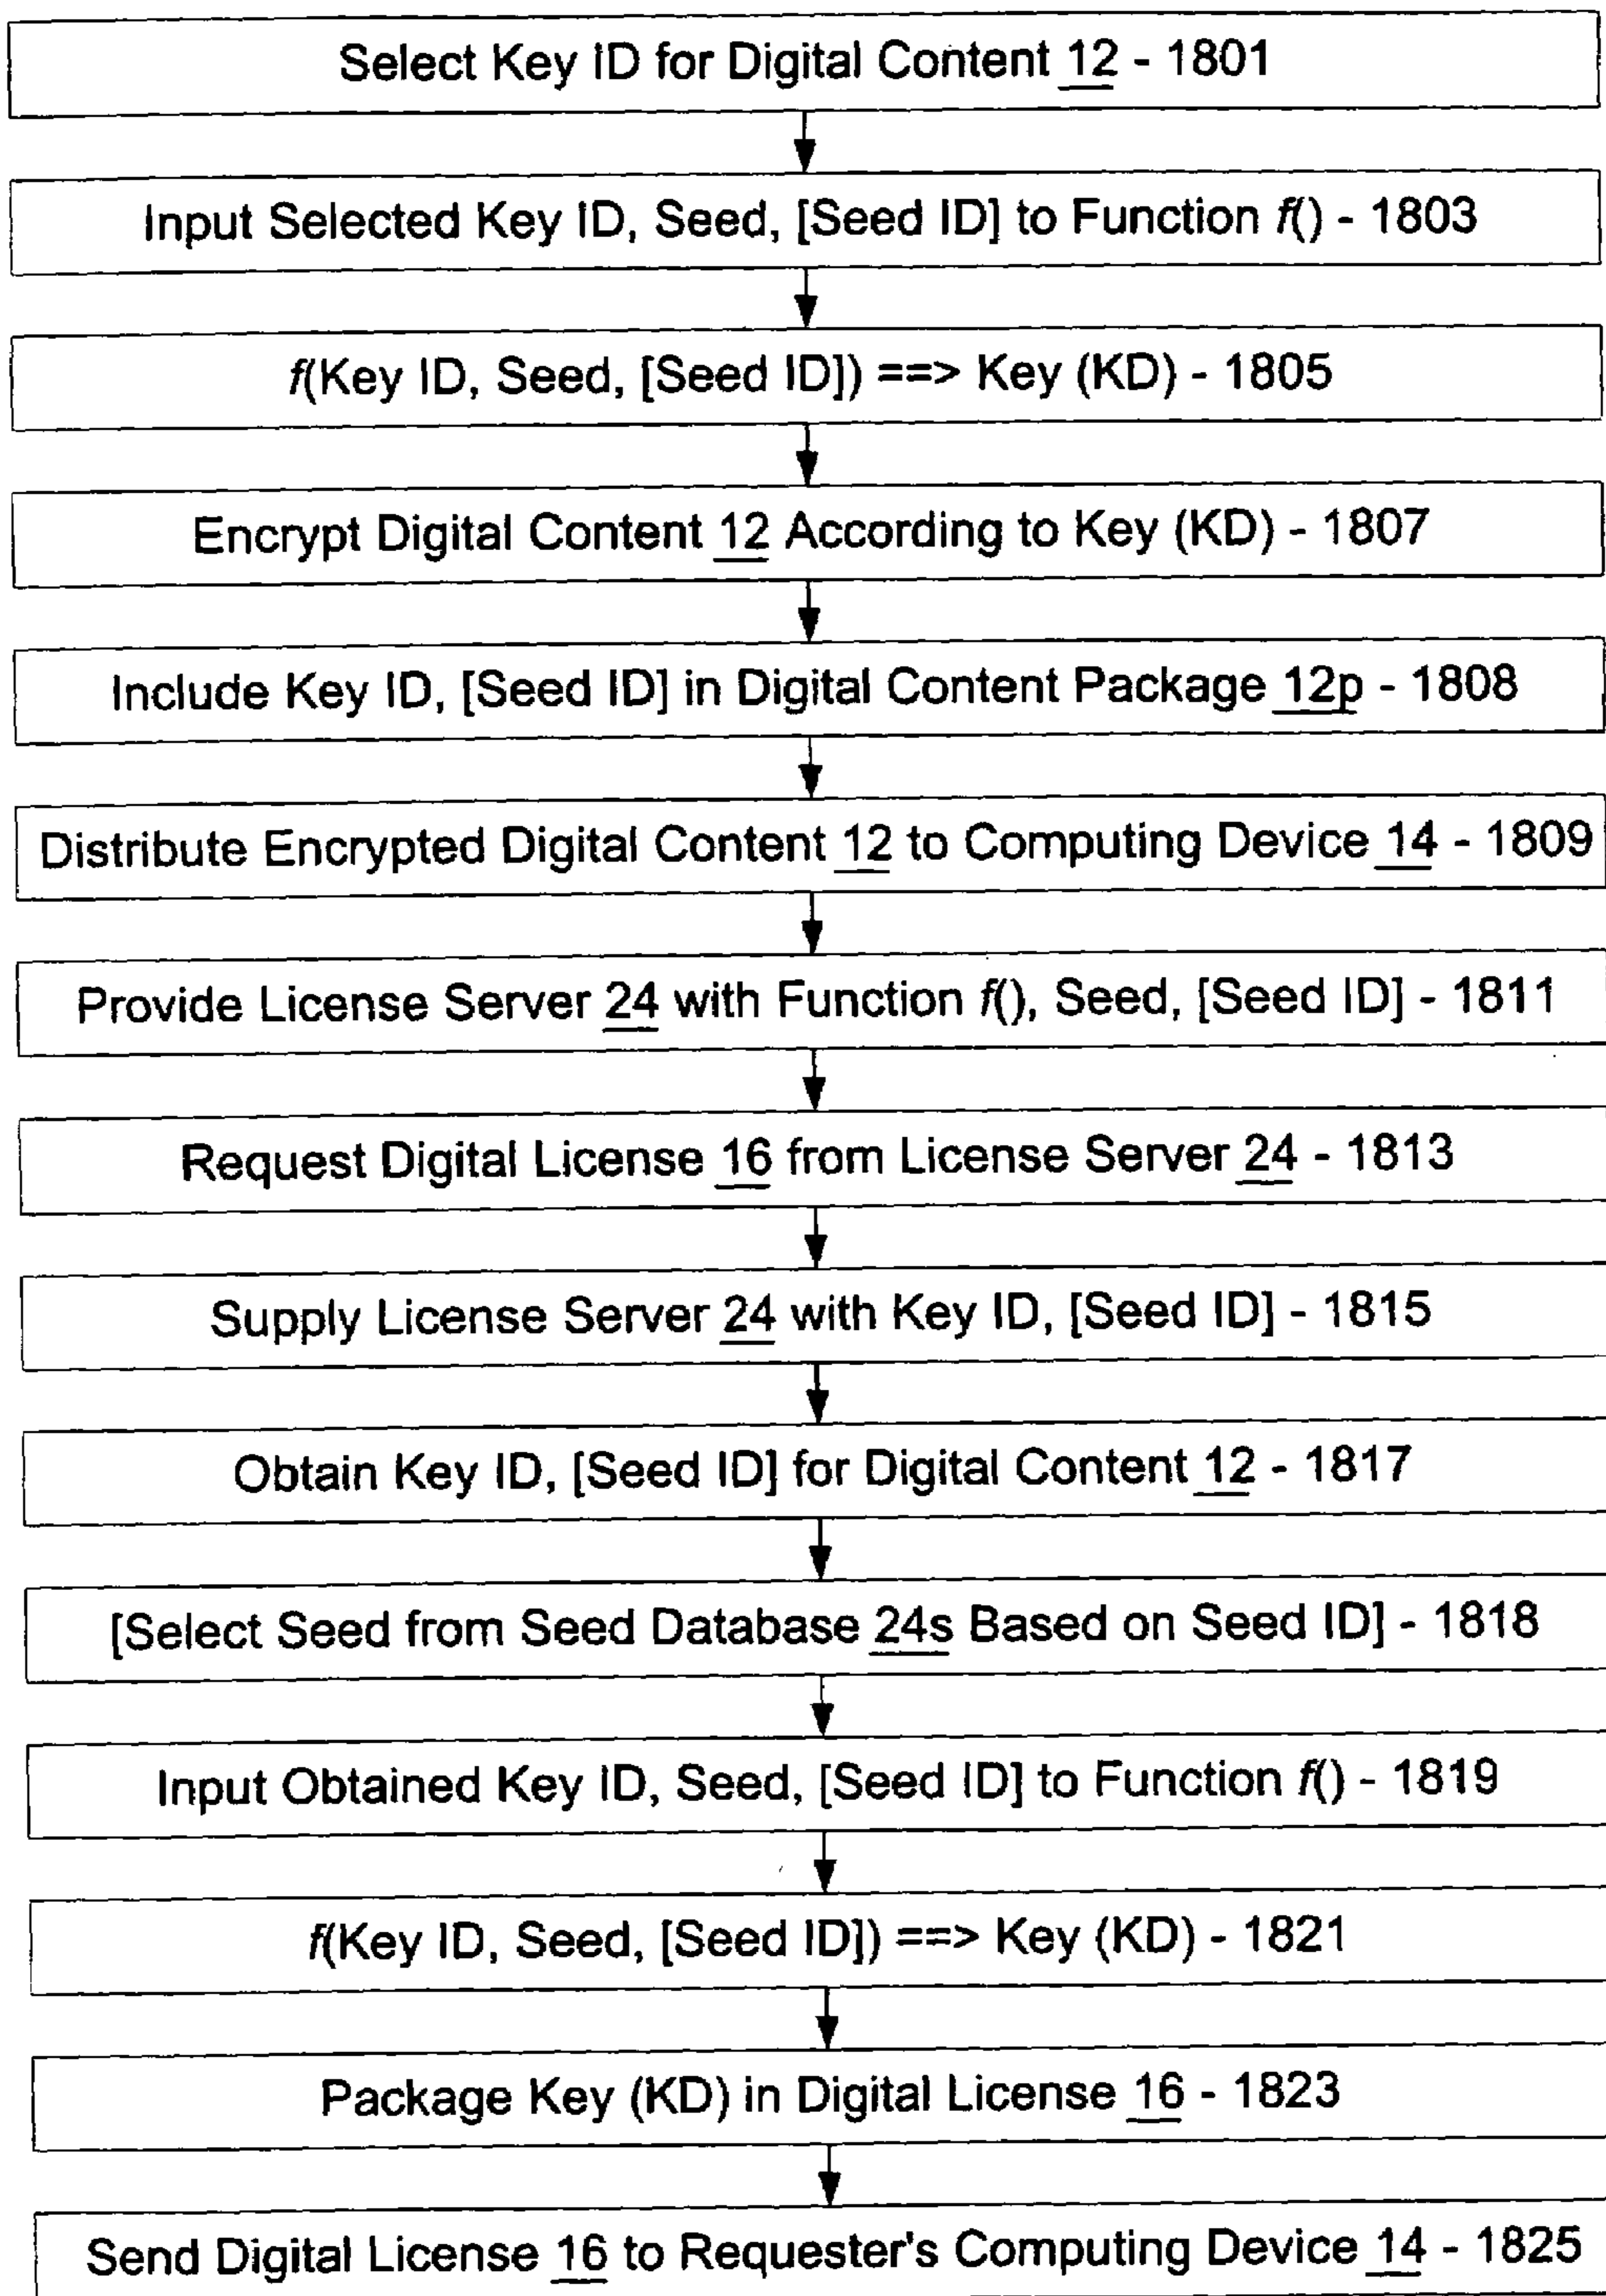 Select Key ID for Digital Content 12 - 1801
Input Selected Key ID, Seed, [Seed ID] to Function f() - 1803
f(Key ID, Seed, [Seed ID]) ==> Key (KD) - 1805
Encrypt Digital Content 12 According to Key (KD) - 1807
Include Key ID, [Seed ID] in Digital Content Package 12p - 1808
Distribute Encrypted Digital Content 12 to Computing Device 14 - 1809
Provide License Server 24 with Function f(), Seed, [Seed ID] - 1811
Request Digital License 16 from License Server 24 - 1813
Supply License Server 24 with Key ID, [Seed ID] - 1815
Obtain Key ID, [Seed ID] for Digital Content 12 - 1817
[Select Seed from Seed Database 24s Based on Seed ID] - 1818
Input Obtained Key ID, Seed, [Seed ID] to Function f() - 1819
f(Key ID, Seed, [Seed ID]) ==> Key (KD) - 1821
Package Key (KD) in Digital License 16 - 1823
Send Digital License 16 to Requester's Computing Device 14 - 1825